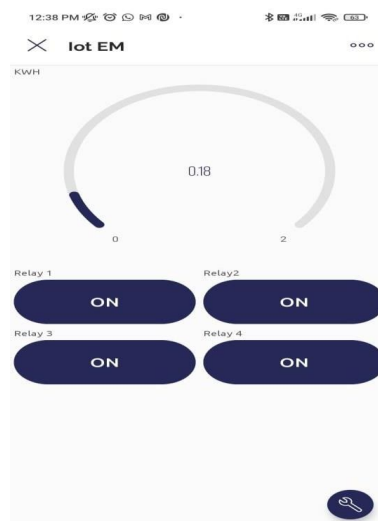 12:38 PM
Iot EM
KWH
0.18
0 2
Relay 1 Relay2
ON ON
Relay 3 Relay 4
ON ON